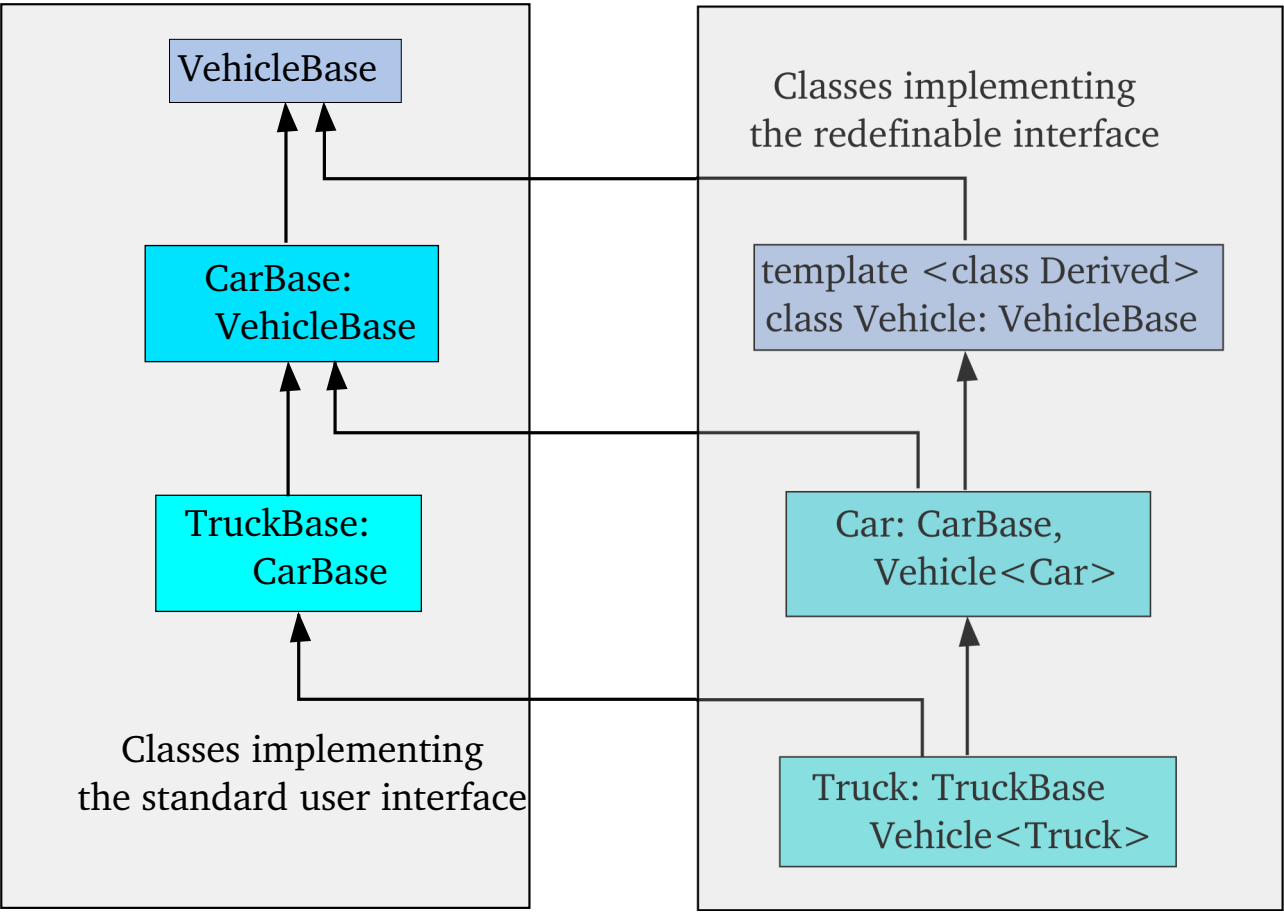 VehicleBase
CarBase:
VehicleBase
TruckBase:
CarBase
Classes implementing
the standard user interface
Classes implementing
the redefinable interface
template <class Derived>
class Vehicle: VehicleBase
Car: CarBase,
Vehicle<Car>
Truck: TruckBase
Vehicle<Truck>